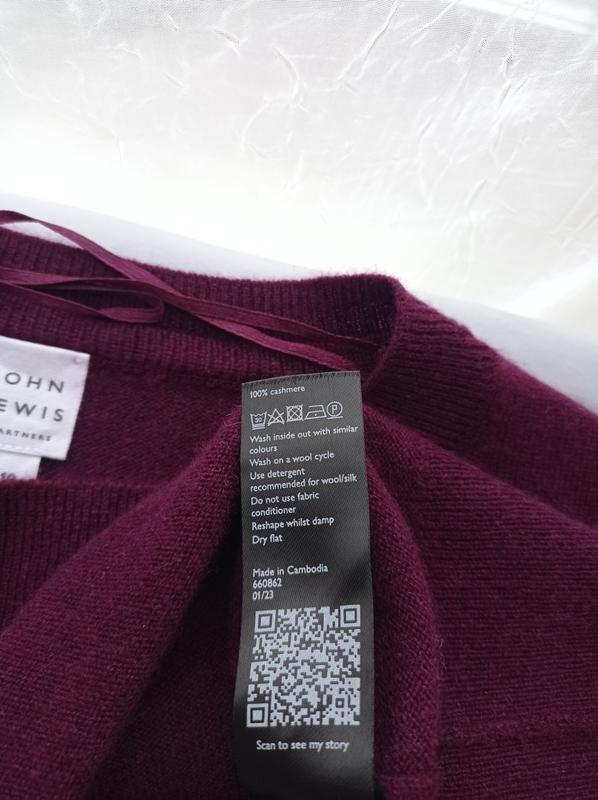 OHN
EWIS
ARTNERS
100% cashmere
30
P
Wash inside out with similar
colours
Wash on a wool cycle
Use detergent
recommended for wool/silk
Do not use fabric
conditioner
Reshape whilst damp
Dry flat
Made in Cambodia
660862
01/23
Scan to see my story